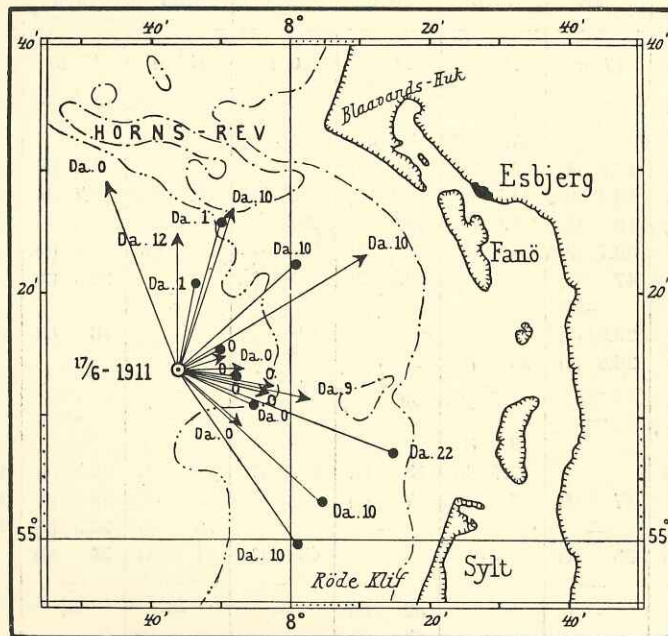 40' 8° 20' 40'
40' 40'
Blaavands-Huk
HORNS-REV
Da..0
Esbjerg
Da..1 Da..10
Da..12 Da..10 Da..10
Fanö
20' Da..1 20'
0
0 Da..0
17/6-1911 0
0 0 Da..9
Da..0
Da..0
Da..22
Da..10
55° 55°
Da..10 Sylt
Röde Klif
40' 8° 20' 40'